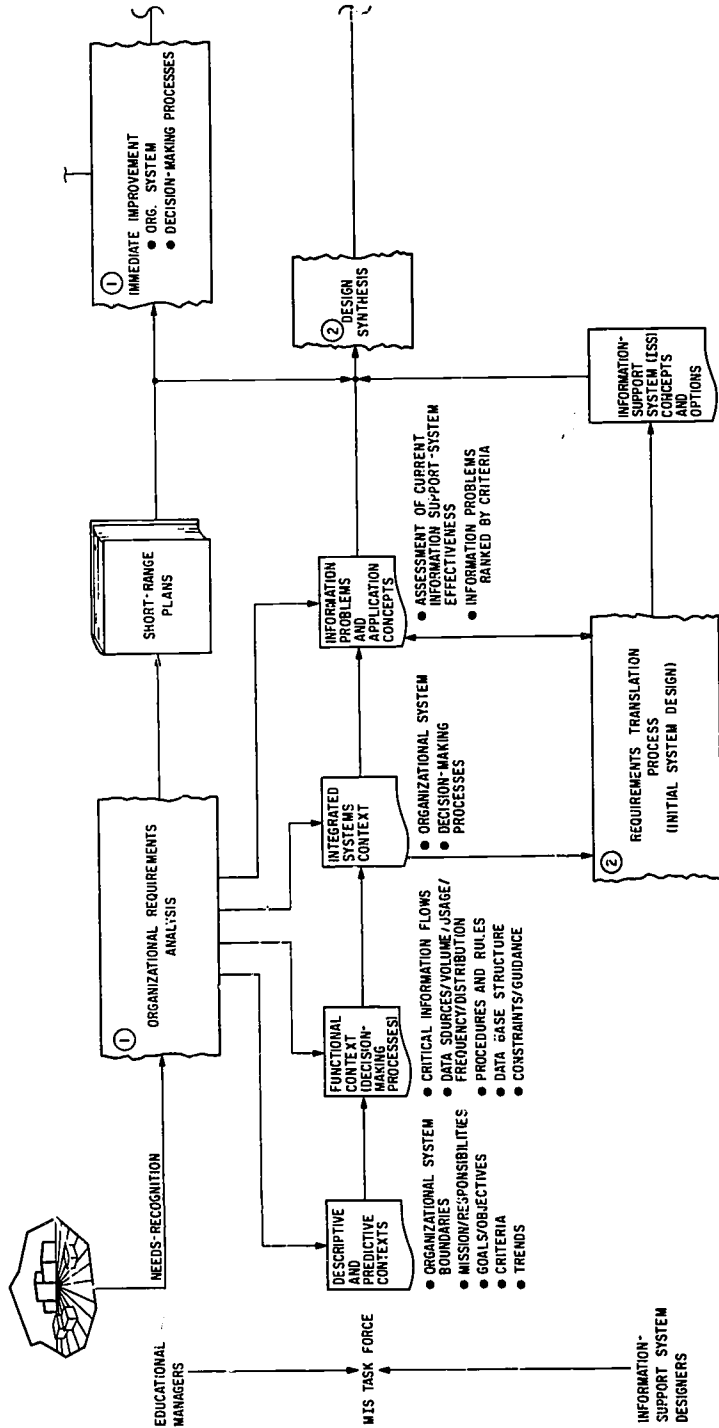 EDUCATIONAL
MANAGERS
MIS TASK FORCE
INFORMATION-
SUPPORT SYSTEM
DESIGNERS
NEEDS-RECOGNITION
①
ORGANIZATIONAL REQUIREMENTS
ANALYSIS
SHORT-RANGE
PLANS
①
IMMEDIATE IMPROVEMENT
● ORG. SYSTEM
● DECISION-MAKING PROCESSES
DESCRIPTIVE
AND
PREDICTIVE
CONTEXTS
● ORGANIZATIONAL SYSTEM
BOUNDARIES
● MISSION/RESPONSIBILITIES
● GOALS/OBJECTIVES
● CRITERIA
● TRENDS
FUNCTIONAL
CONTEXT
(DECISION-
MAKING
PROCESSES)
● CRITICAL INFORMATION FLOWS
● DATA SOURCES/VOLUME/USAGE/
FREQUENCY/DISTRIBUTION
● PROCEDURES AND RULES
● DATA BASE STRUCTURE
● CONSTRAINTS/GUIDANCE
INTEGRATED
SYSTEMS
CONTEXT
● ORGANIZATIONAL SYSTEM
● DECISION-MAKING
PROCESSES
INFORMATION
PROBLEMS
AND
APPLICATION
CONCEPTS
● ASSESSMENT OF CURRENT
INFORMATION SUPPORT-SYSTEM
EFFECTIVENESS
● INFORMATION PROBLEMS
RANKED BY CRITERIA
②
DESIGN
SYNTHESIS
②
REQUIREMENTS TRANSLATION
PROCESS
(INITIAL SYSTEM DESIGN)
INFORMATION-
SUPPORT
SYSTEM (ISS)
CONCEPTS
AND
OPTIONS